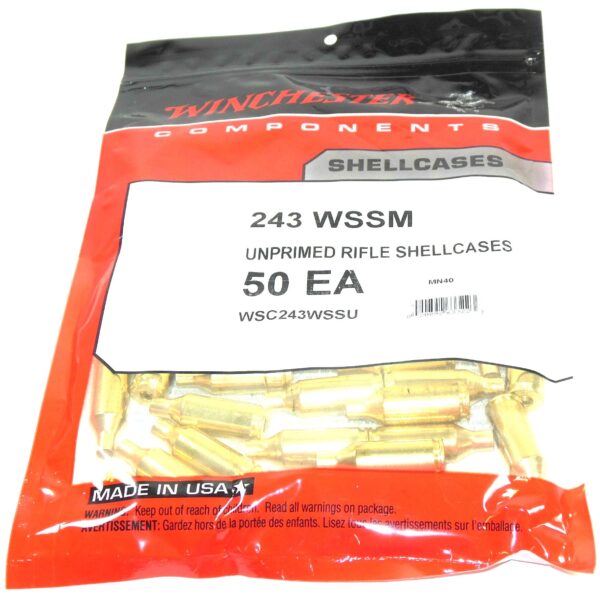 WINCHESTER
COMPONENTS
SHELLCASES
243 WSSM
UNPRIMED RIFLE SHELLCASES
50 EA
MN40
WSC243WSSU
MADE IN USA
WARNING: Keep out of reach of children. Read all warnings on package.
AVERTISSEMENT: Gardez hors de la portée des enfants. Lisez tous les avertissements sur l'emballage.